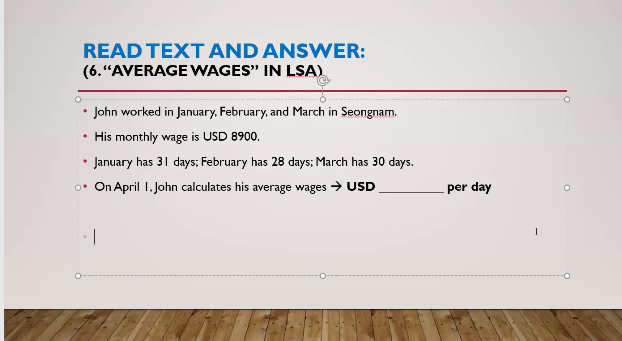 READ TEXT AND ANSWER:
(6. “AVERAGE WAGES” IN LSA)
• John worked in January, February, and March in Seongnam.
• His monthly wage is USD 8900.
• January has 31 days; February has 28 days; March has 30 days.
• On April 1, John calculates his average wages → USD __________ per day